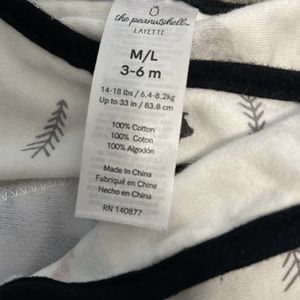 the peanutshell
LAYETTE
M/L
3-6 m
14-18 lbs / 6.4-8.2kg
Up to 33 in / 83.8 cm
100% Cotton
100% Coton
100% Algodón
Made in China
Fabriqué en Chine
Hecho en China
RN 140877